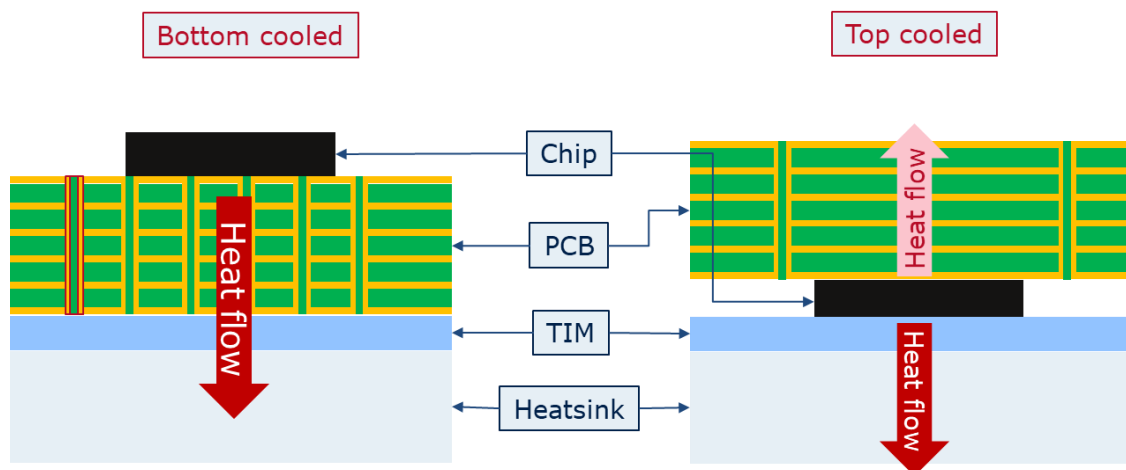 Bottom cooled
Top cooled
Chip
PCB
TIM
Heatsink
Heat flow
Heat flow
Heat flow